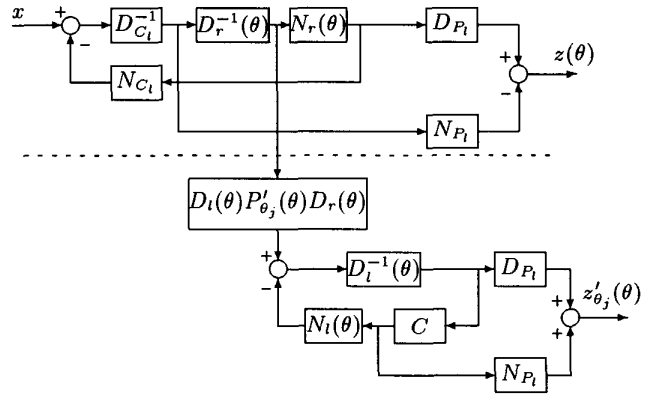 x + − D_{C_l}^{-1} D_r^{-1}(θ) N_r(θ) D_{P_l} + − z(θ)
N_{C_l}
N_{P_l}
D_l(θ)P'_{θ_j}(θ)D_r(θ)
+ − D_l^{-1}(θ) D_{P_l} + + z'_{θ_j}(θ)
N_l(θ) C
N_{P_l}